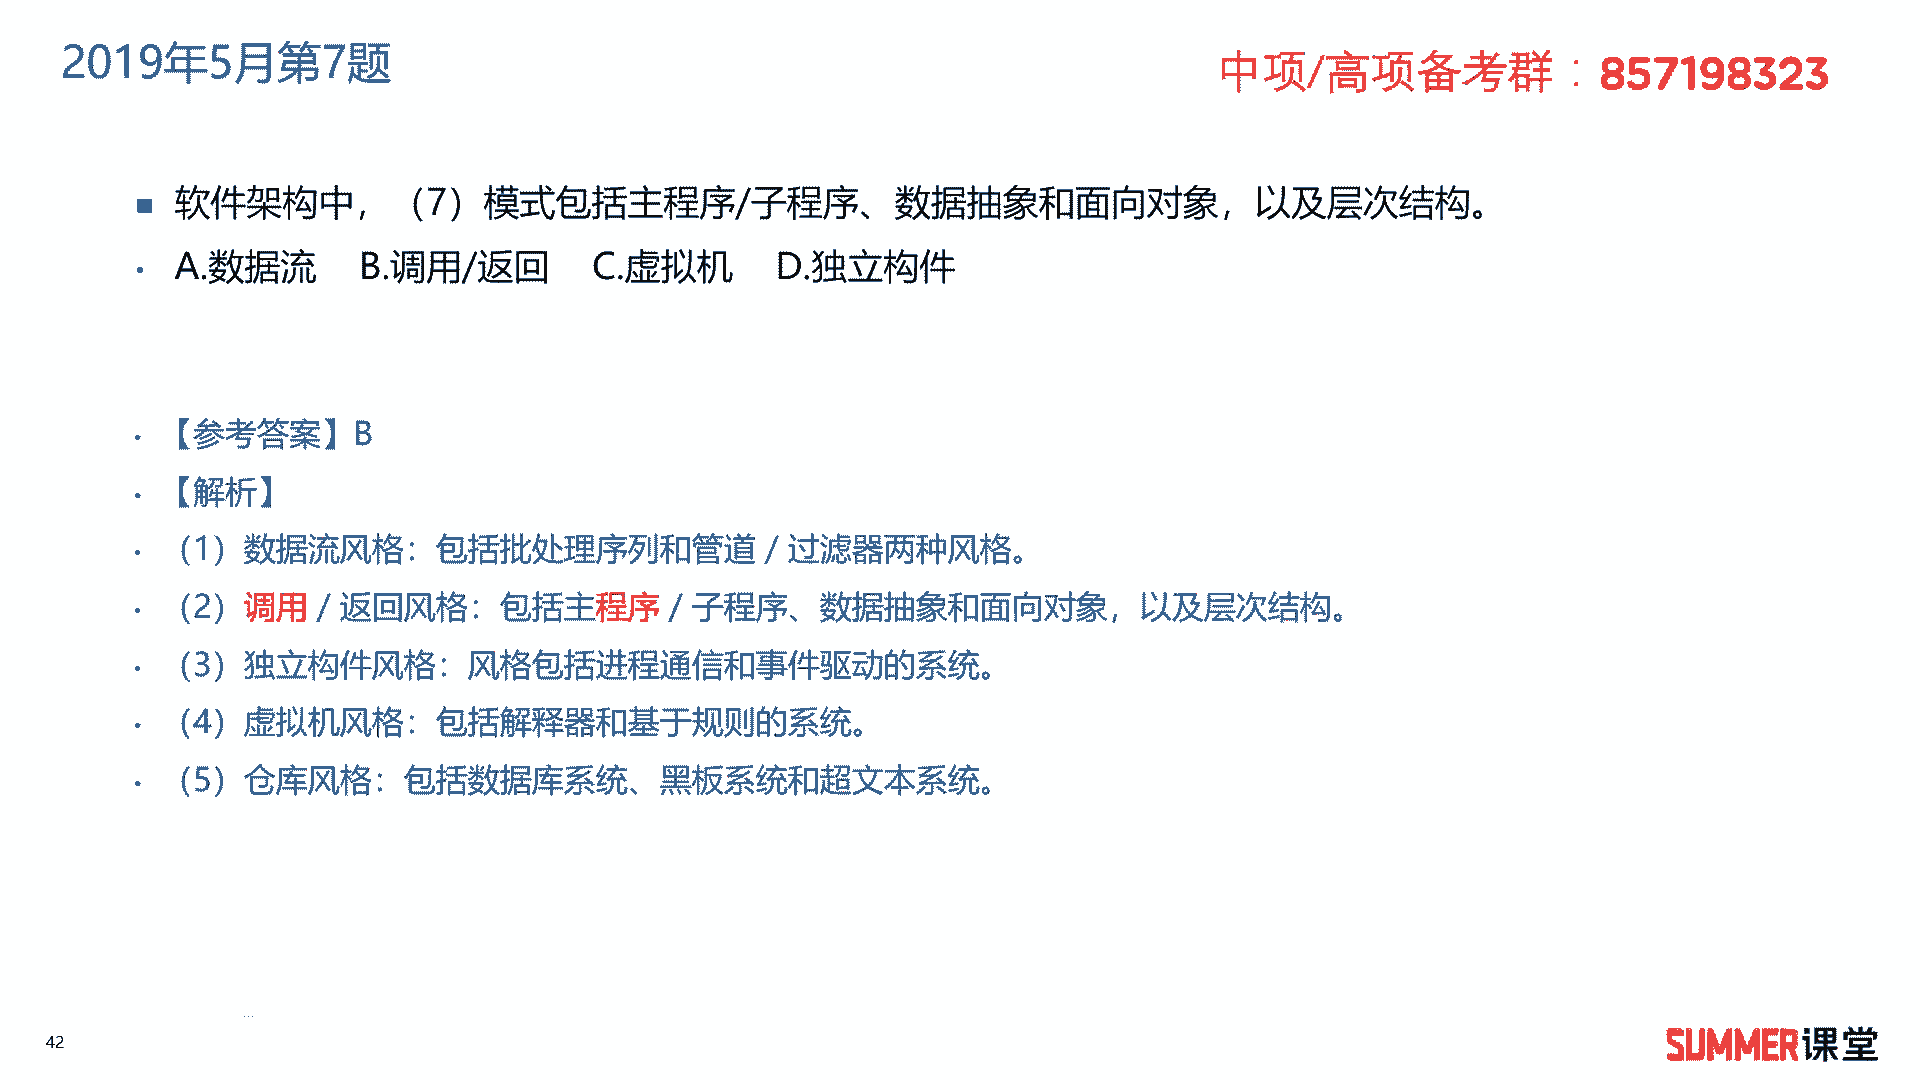 2019年5月第7题
中项/高项备考群：857198323
软件架构中，（7）模式包括主程序/子程序、数据抽象和面向对象，以及层次结构。
A.数据流 B.调用/返回 C.虚拟机 D.独立构件
【参考答案】B
【解析】
（1）数据流风格：包括批处理序列和管道 / 过滤器两种风格。
（2）调用 / 返回风格：包括主程序 / 子程序、数据抽象和面向对象，以及层次结构。
（3）独立构件风格：风格包括进程通信和事件驱动的系统。
（4）虚拟机风格：包括解释器和基于规则的系统。
（5）仓库风格：包括数据库系统、黑板系统和超文本系统。
...
42
SUMMER课堂